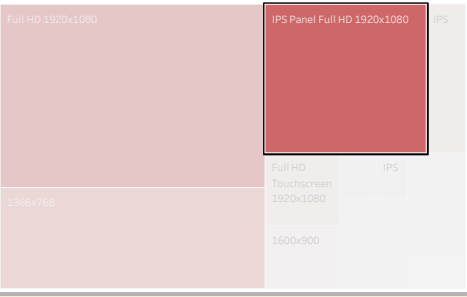 Full HD 1920x1080
IPS Panel Full HD 1920x1080
IPS
Full HD
Touchscreen
1920x1080
IPS
1366x768
1600x900